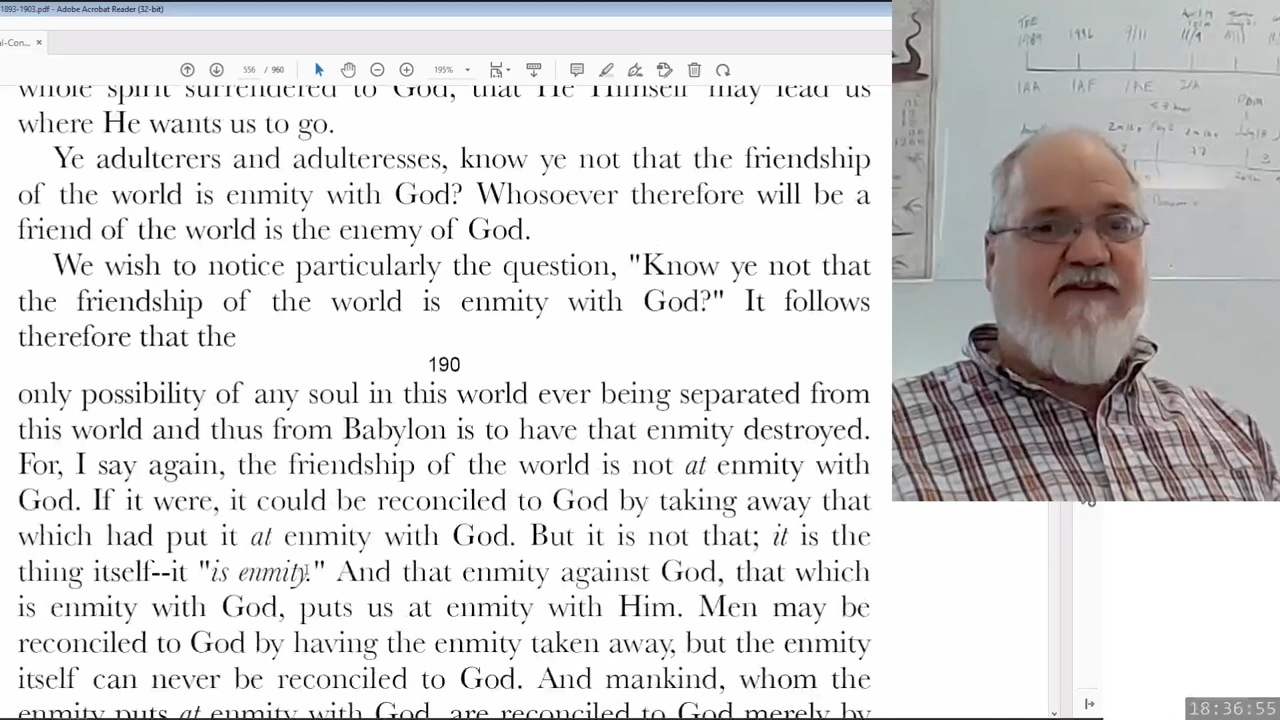 1893-1903.pdf - Adobe Acrobat Reader (32-bit)
al-Con... ×
556 / 960
195%
whole spirit surrendered to God, that He Himself may lead us
where He wants us to go.
Ye adulterers and adulteresses, know ye not that the friendship
of the world is enmity with God? Whosoever therefore will be a
friend of the world is the enemy of God.
We wish to notice particularly the question, "Know ye not that
the friendship of the world is enmity with God?" It follows
therefore that the
190
only possibility of any soul in this world ever being separated from
this world and thus from Babylon is to have that enmity destroyed.
For, I say again, the friendship of the world is not at enmity with
God. If it were, it could be reconciled to God by taking away that
which had put it at enmity with God. But it is not that; it is the
thing itself--it "is enmity." And that enmity against God, that which
is enmity with God, puts us at enmity with Him. Men may be
reconciled to God by having the enmity taken away, but the enmity
itself can never be reconciled to God. And mankind, whom the
enmity puts at enmity with God, are reconciled to God merely by
1989 9/11 11/9
1AA
18:36:55